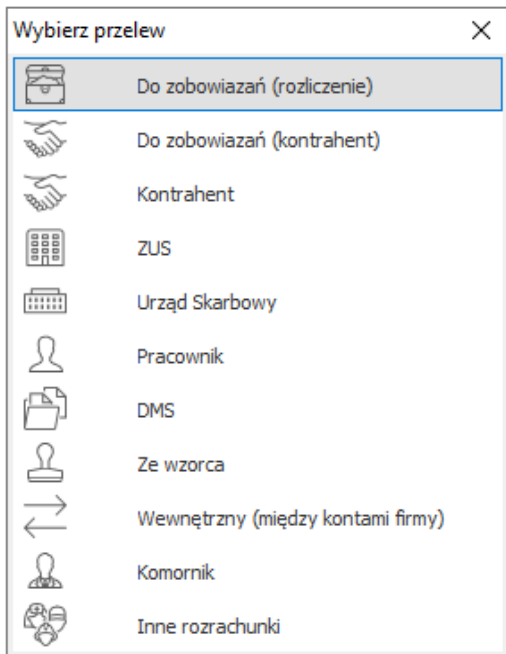 Wybierz przelew
Do zobowiazań (rozliczenie)
Do zobowiazań (kontrahent)
Kontrahent
ZUS
Urząd Skarbowy
Pracownik
DMS
Ze wzorca
Wewnętrzny (między kontami firmy)
Komornik
Inne rozrachunki